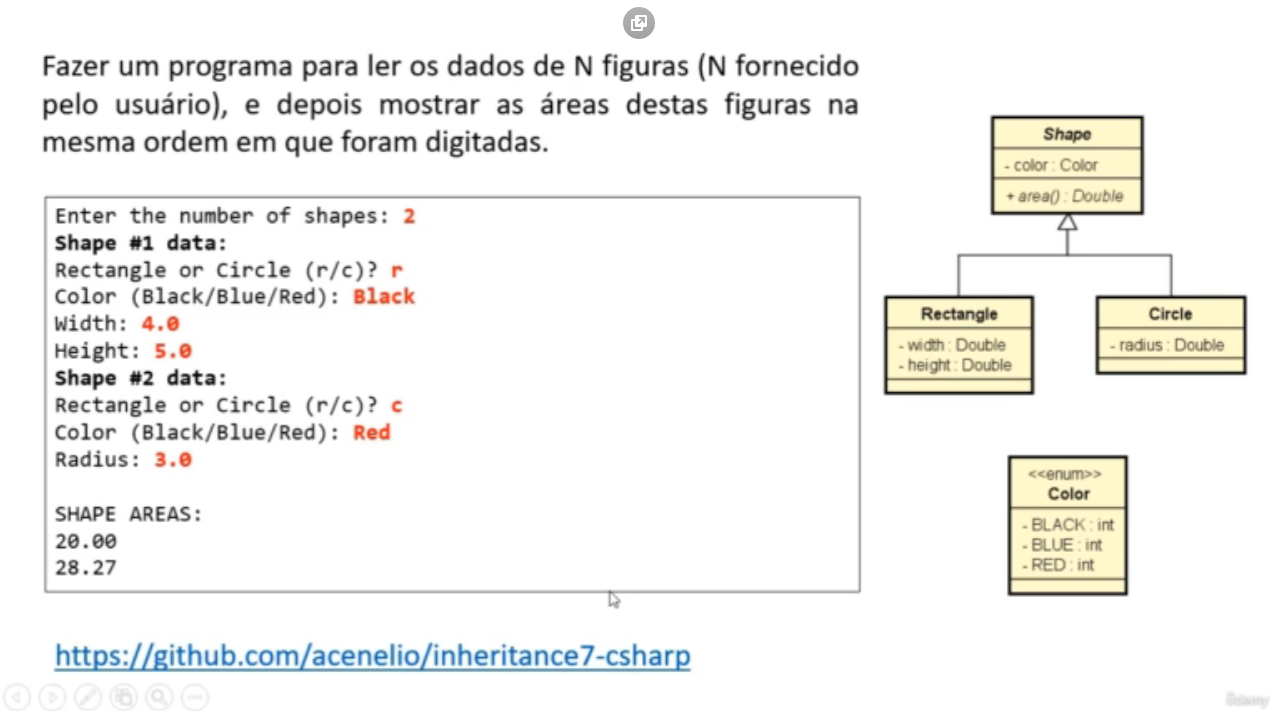 Fazer um programa para ler os dados de N figuras (N fornecido
pelo usuário), e depois mostrar as áreas destas figuras na
mesma ordem em que foram digitadas.
Enter the number of shapes: 2
Shape #1 data:
Rectangle or Circle (r/c)? r
Color (Black/Blue/Red): Black
Width: 4.0
Height: 5.0
Shape #2 data:
Rectangle or Circle (r/c)? c
Color (Black/Blue/Red): Red
Radius: 3.0
SHAPE AREAS:
20.00
28.27
https://github.com/acenelio/inheritance7-csharp
Shape
- color : Color
+ area() : Double
Rectangle
- width : Double
- height : Double
Circle
- radius : Double
<<enum>>
Color
- BLACK : int
- BLUE : int
- RED : int
Udemy